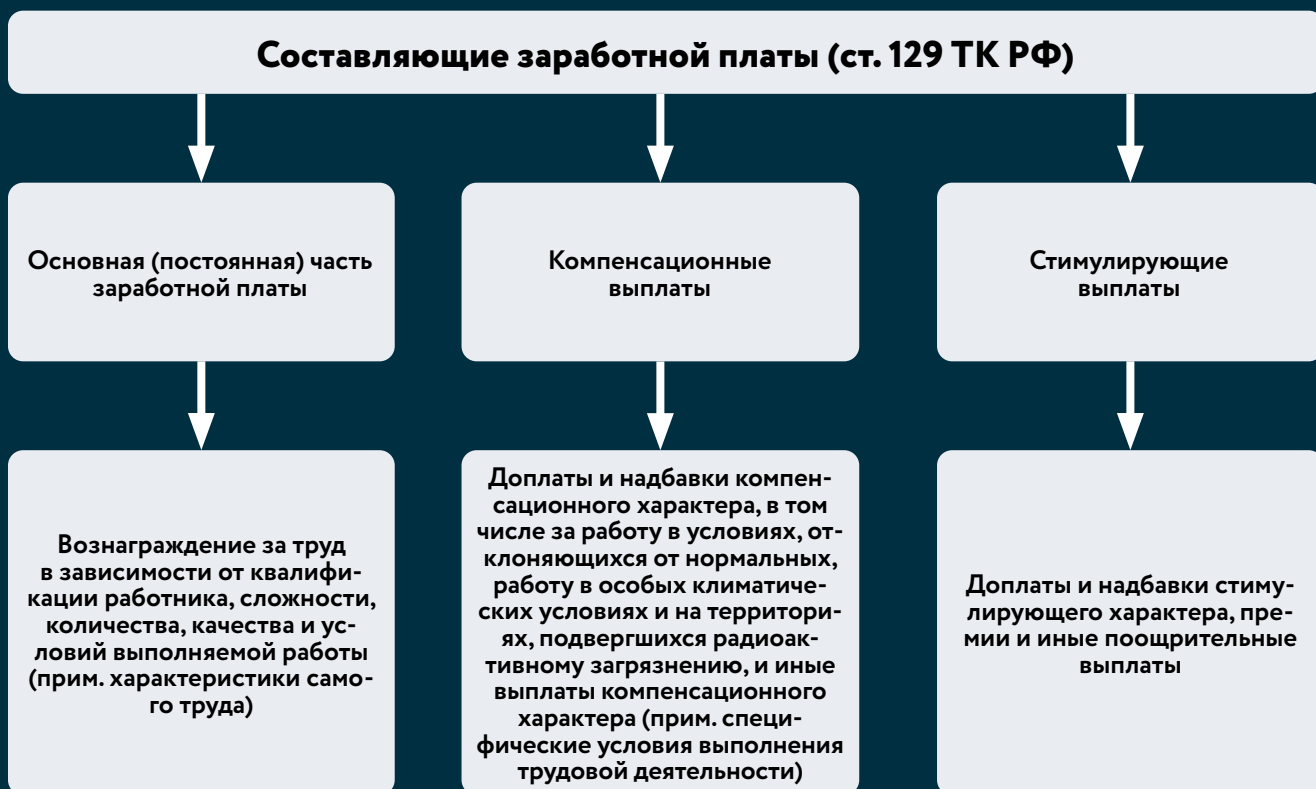 Составляющие заработной платы (ст. 129 ТК РФ)
Основная (постоянная) часть
заработной платы
Компенсационные
выплаты
Стимулирующие
выплаты
Вознаграждение за труд
в зависимости от квалифи-
кации работника, сложности,
количества, качества и ус-
ловий выполняемой работы
(прим. характеристики само-
го труда)
Доплаты и надбавки компен-
сационного характера, в том
числе за работу в условиях, от-
клоняющихся от нормальных,
работу в особых климатиче-
ских условиях и на территори-
ях, подвергшихся радиоак-
тивному загрязнению, и иные
выплаты компенсационного
характера (прим. специ-
фические условия выполнения
трудовой деятельности)
Доплаты и надбавки стиму-
лирующего характера, пре-
мии и иные поощрительные
выплаты